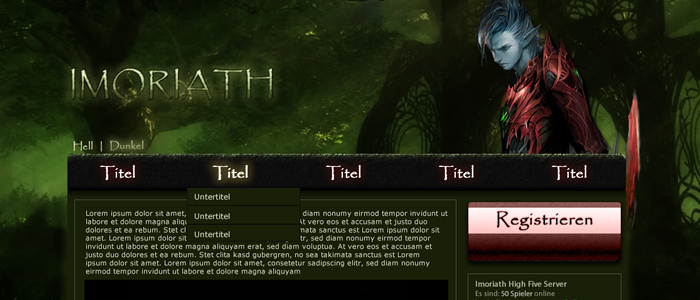 IMORIATH
Hell | Dunkel
Titel Titel Titel Titel Titel
Untertitel
Untertitel
Untertitel
Lorem ipsum dolor sit amet, diam nonumy eirmod tempor invidunt ut
labore et dolore magna aliqu At vero eos et accusam et justo duo
dolores et ea rebum. Stet cl takimata sanctus est Lorem ipsum dolor sit
amet. Lorem ipsum dolor sit tr, sed diam nonumy eirmod tempor
invidunt ut labore et dolore magna aliquyam erat, sed diam voluptua. At vero eos et accusam et
justo duo dolores et ea rebum. Stet clita kasd gubergren, no sea takimata sanctus est Lorem
ipsum dolor sit amet. Lorem ipsum dolor sit amet, consetetur sadipscing elitr, sed diam nonumy
eirmod tempor invidunt ut labore et dolore magna aliquyam
Registrieren
Imoriath High Five Server
Es sind: 50 Spieler online